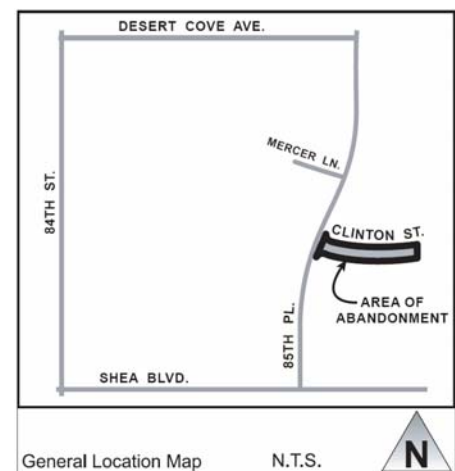 DESERT COVE AVE.
84TH ST.
MERCER LN.
CLINTON ST.
AREA OF
ABANDONMENT
85TH PL.
SHEA BLVD.
General Location Map N.T.S. N